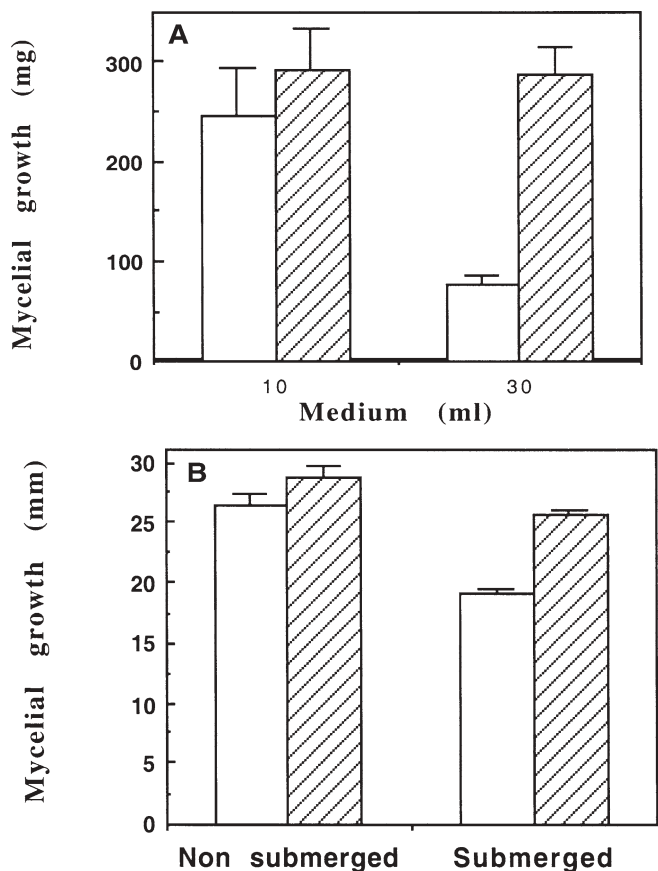 A
Mycelial growth (mg)
300
200
100
0
10
30
Medium (ml)
B
Mycelial growth (mm)
30
25
20
15
10
5
0
Non submerged
Submerged